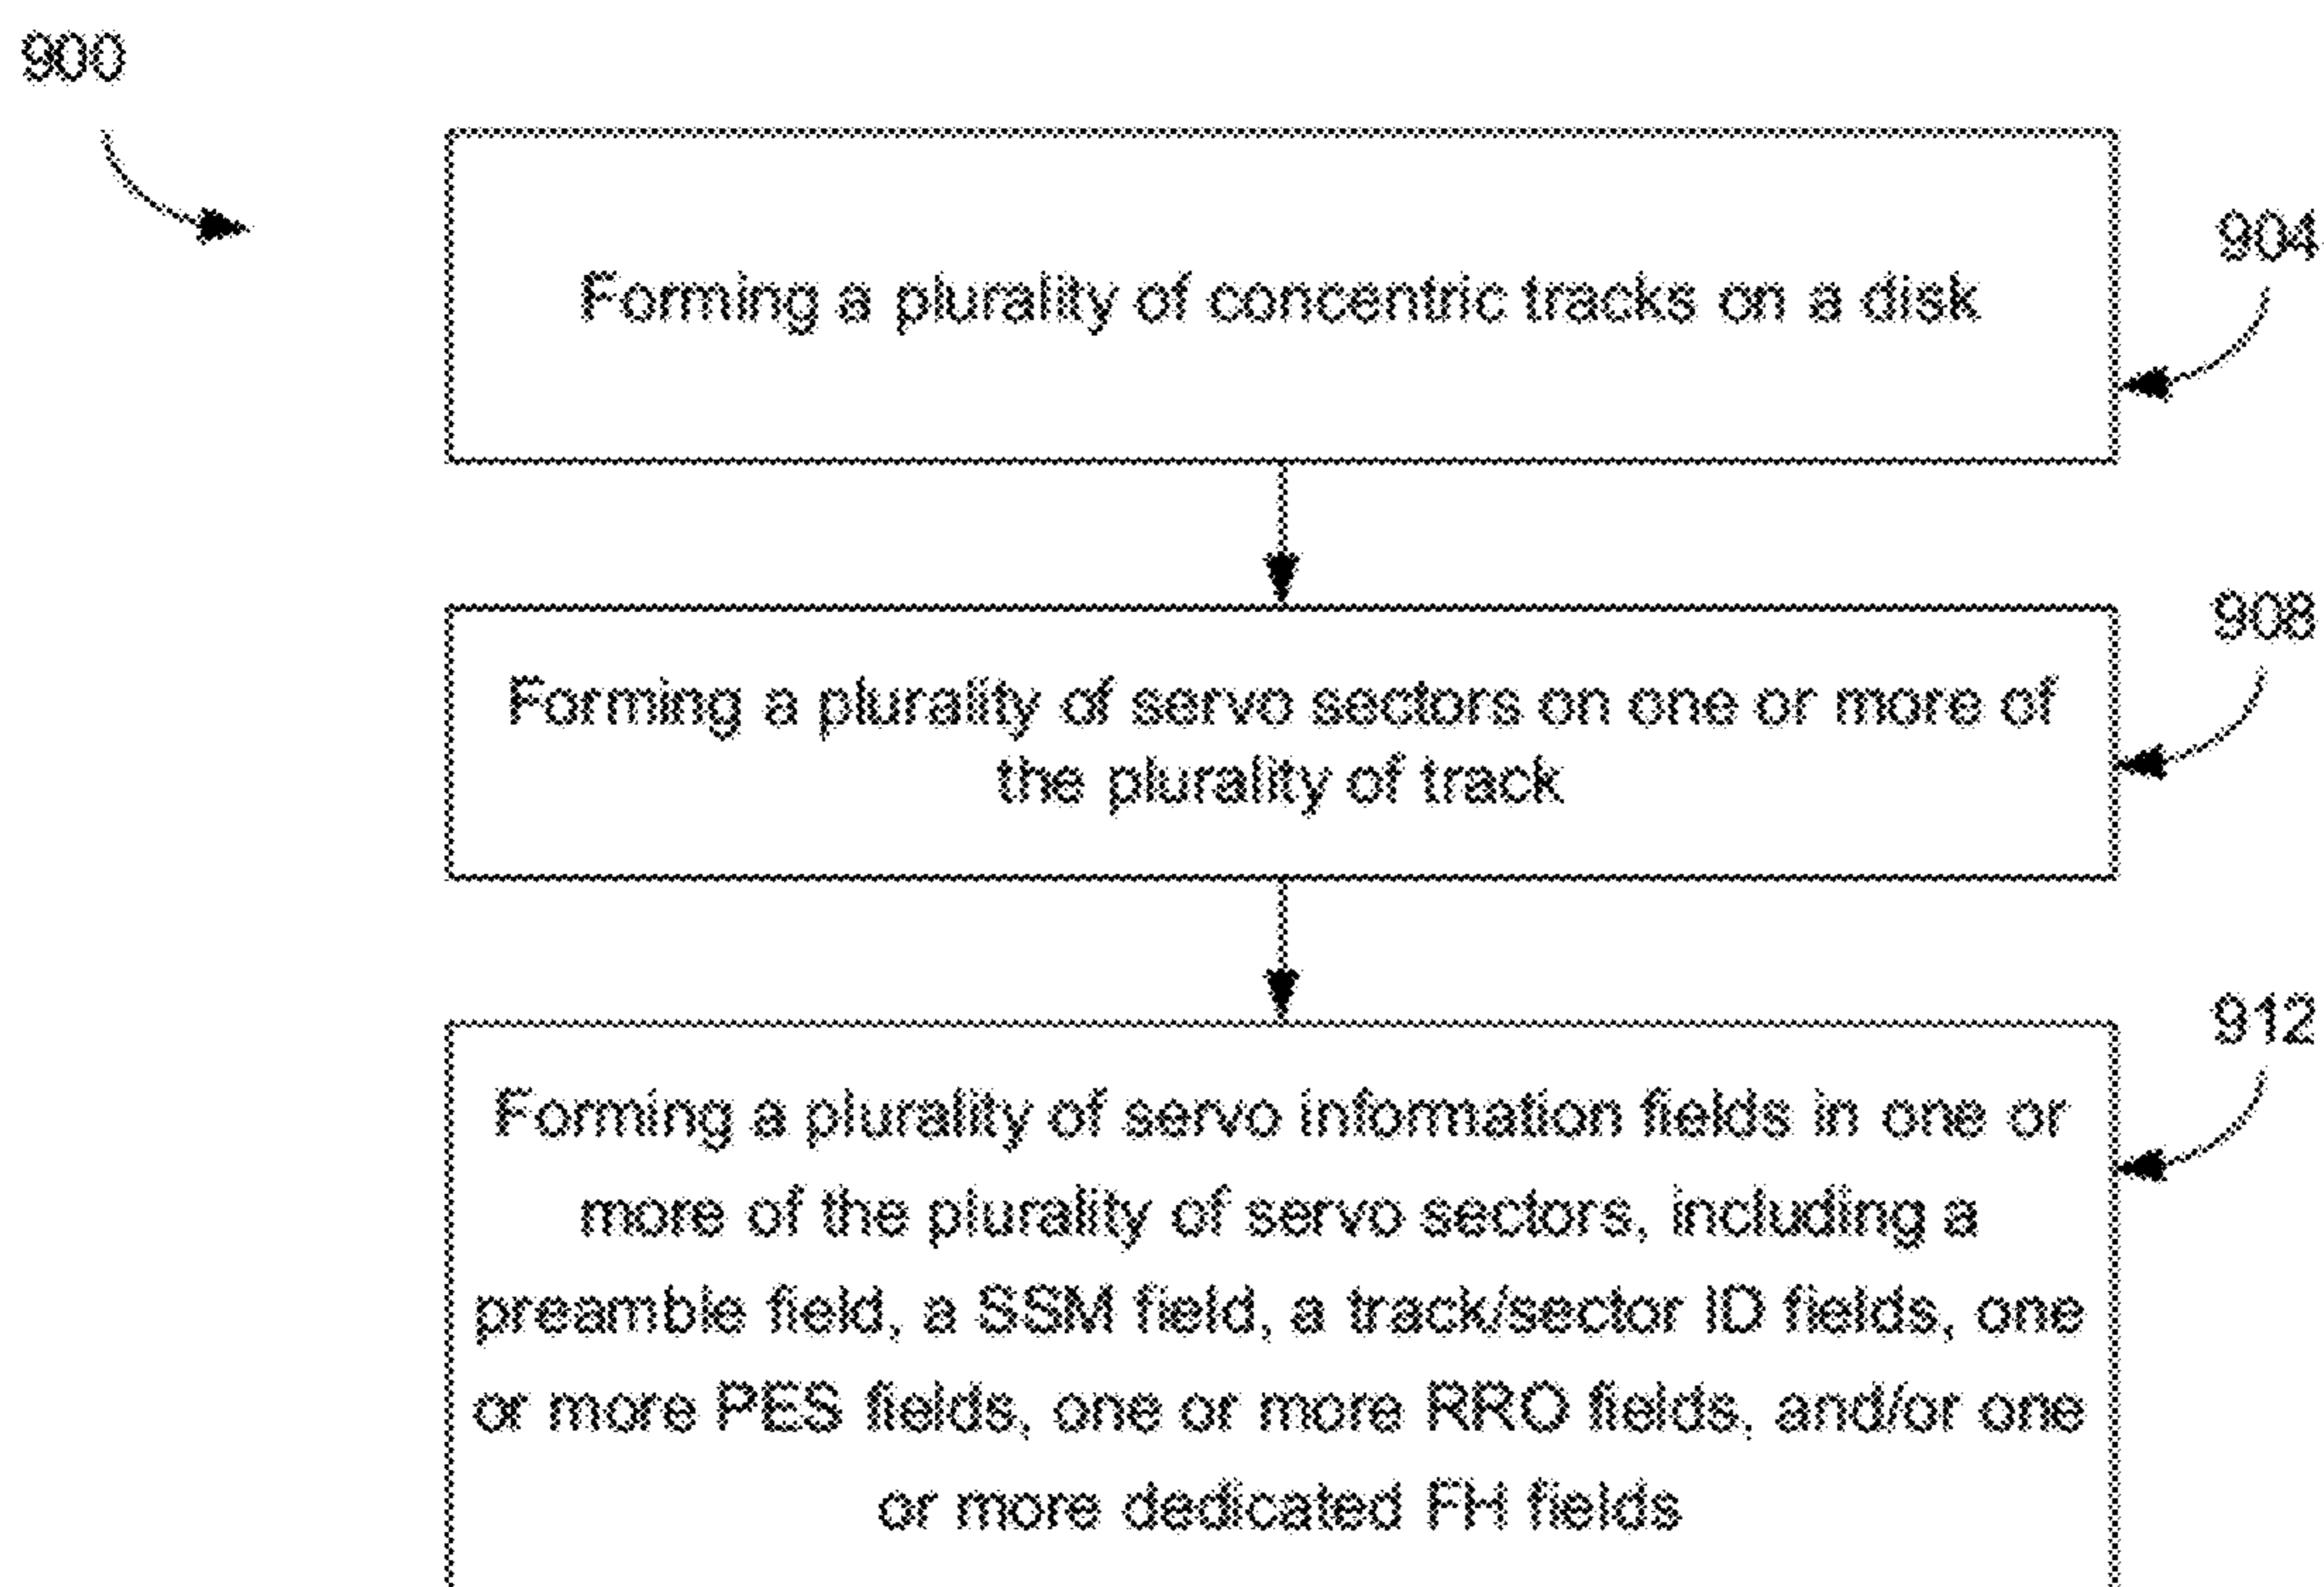 900
904
Forming a plurality of concentric tracks on a disk
908
Forming a plurality of servo sectors on one or more of
the plurality of track
912
Forming a plurality of servo information fields in one or
more of the plurality of servo sectors, including a
preamble field, a SSM field, a track/sector ID fields, one
or more PES fields, one or more RRO fields, and/or one
or more dedicated FH fields